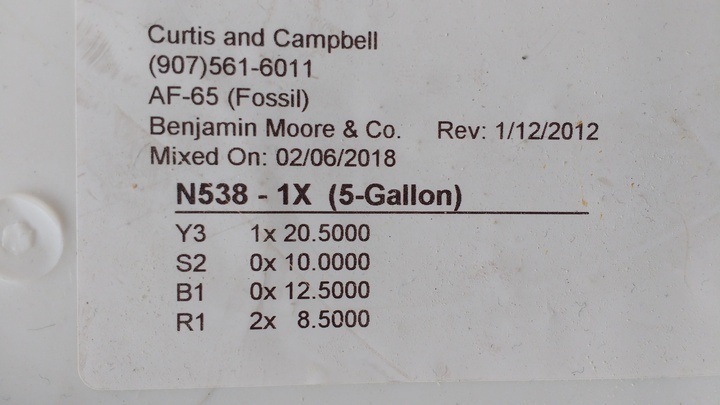 Curtis and Campbell
(907)561-6011
AF-65 (Fossil)
Benjamin Moore & Co. Rev: 1/12/2012
Mixed On: 02/06/2018
N538 - 1X (5-Gallon)
Y3 1x 20.5000
S2 0x 10.0000
B1 0x 12.5000
R1 2x 8.5000